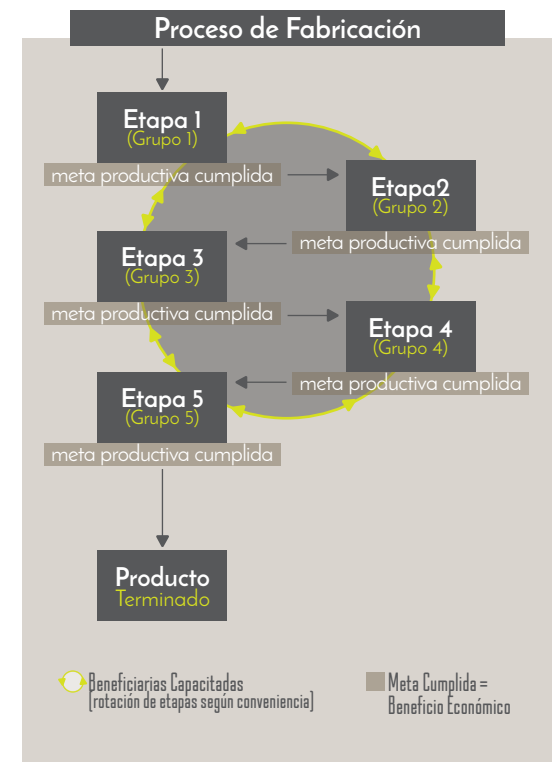 Proceso de Fabricación
Etapa 1
(Grupo 1)
meta productiva cumplida
Etapa2
(Grupo 2)
meta productiva cumplida
Etapa 3
(Grupo 3)
meta productiva cumplida
Etapa 4
(Grupo 4)
meta productiva cumplida
Etapa 5
(Grupo 5)
meta productiva cumplida
Producto
Terminado
Beneficiarias Capacitadas
(rotación de etapas según conveniencia)
Meta Cumplida =
Beneficio Económico